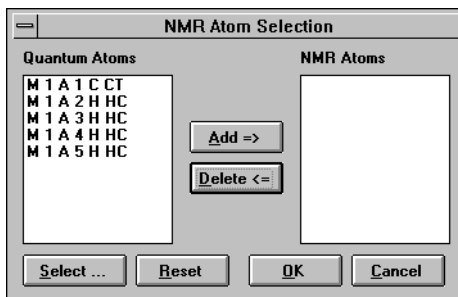 NMR Atom Selection
Quantum Atoms
NMR Atoms
M 1 A 1 C CT
M 1 A 2 H HC
M 1 A 3 H HC
M 1 A 4 H HC
M 1 A 5 H HC
Add =>
Delete <=
Select ...
Reset
OK
Cancel